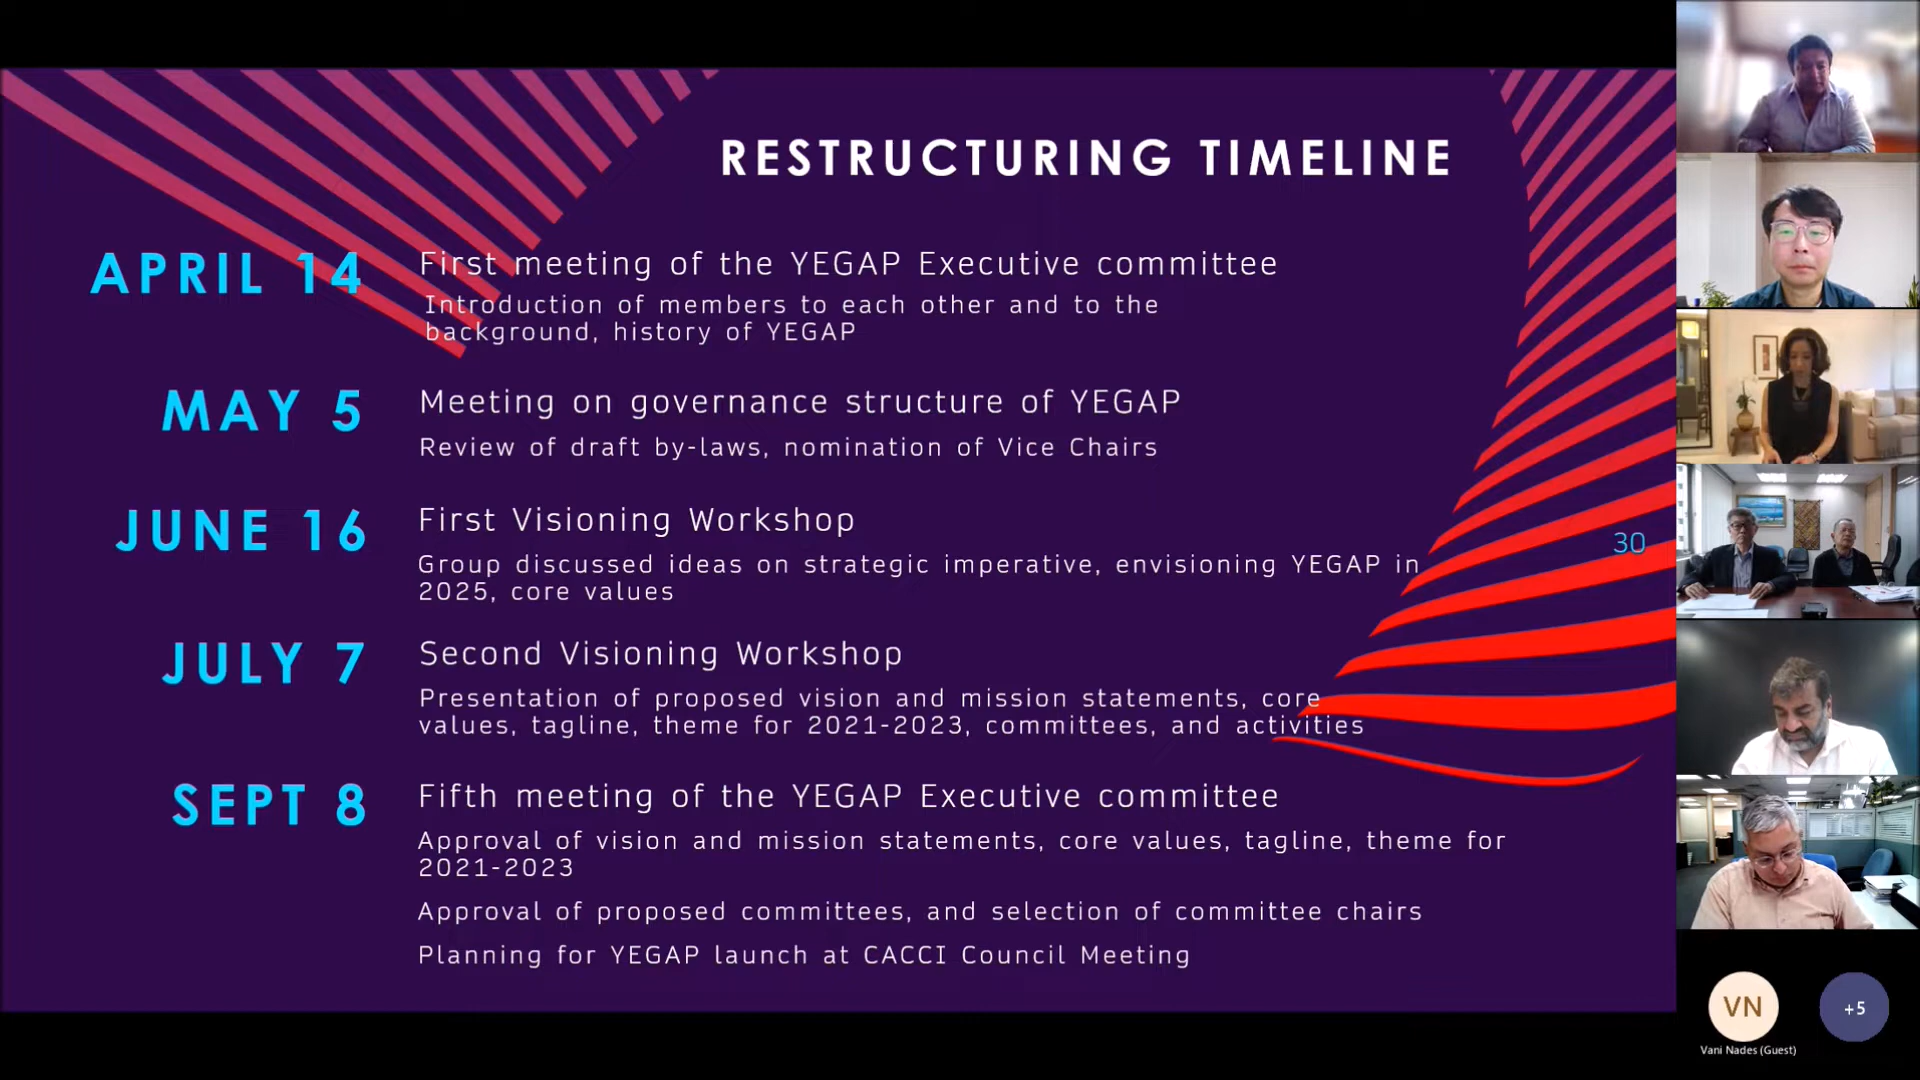 RESTRUCTURING TIMELINE
APRIL 14
First meeting of the YEGAP Executive committee
Introduction of members to each other and to the
background, history of YEGAP
MAY 5
Meeting on governance structure of YEGAP
Review of draft by-laws, nomination of Vice Chairs
JUNE 16
First Visioning Workshop
Group discussed ideas on strategic imperative, envisioning YEGAP in
2025, core values
30
JULY 7
Second Visioning Workshop
Presentation of proposed vision and mission statements, core
values, tagline, theme for 2021-2023, committees, and activities
SEPT 8
Fifth meeting of the YEGAP Executive committee
Approval of vision and mission statements, core values, tagline, theme for
2021-2023
Approval of proposed committees, and selection of committee chairs
Planning for YEGAP launch at CACCI Council Meeting
VN
+5
Vani Nades (Guest)